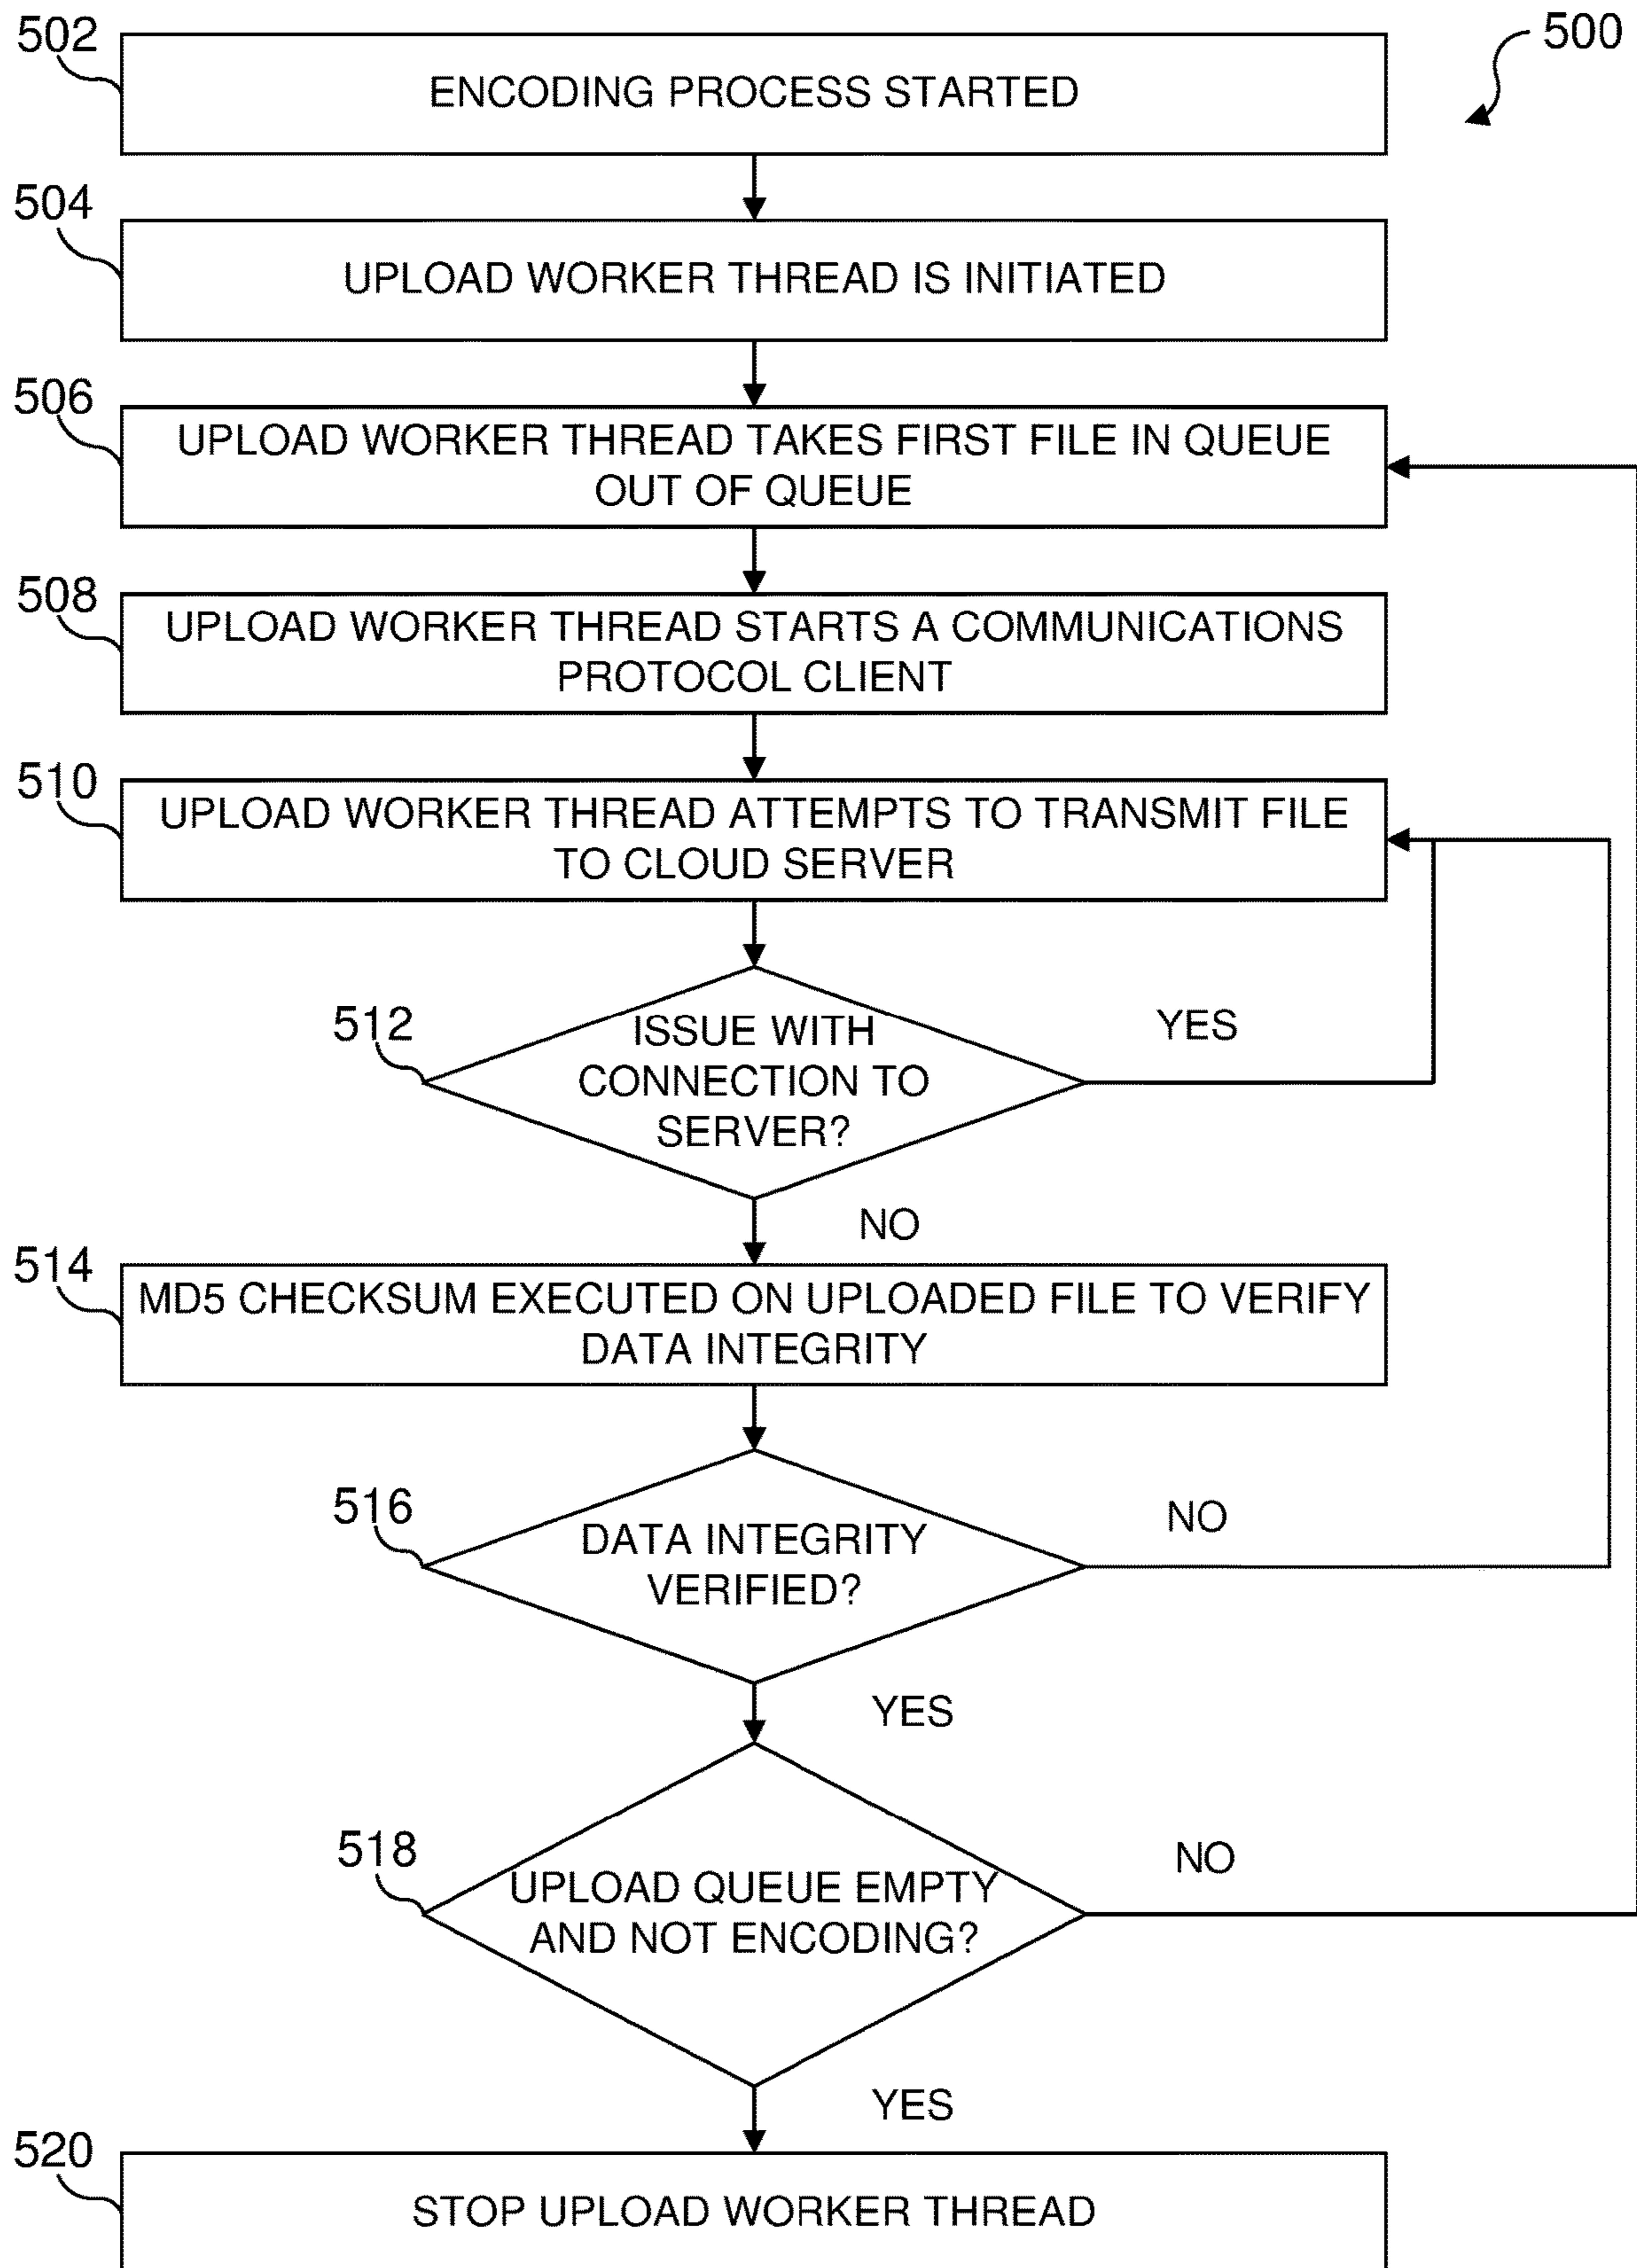 502
500
ENCODING PROCESS STARTED
504
UPLOAD WORKER THREAD IS INITIATED
506
UPLOAD WORKER THREAD TAKES FIRST FILE IN QUEUE
OUT OF QUEUE
508
UPLOAD WORKER THREAD STARTS A COMMUNICATIONS
PROTOCOL CLIENT
510
UPLOAD WORKER THREAD ATTEMPTS TO TRANSMIT FILE
TO CLOUD SERVER
512
ISSUE WITH
CONNECTION TO
SERVER?
YES
NO
514
MD5 CHECKSUM EXECUTED ON UPLOADED FILE TO VERIFY
DATA INTEGRITY
516
DATA INTEGRITY
VERIFIED?
NO
YES
518
UPLOAD QUEUE EMPTY
AND NOT ENCODING?
NO
YES
520
STOP UPLOAD WORKER THREAD